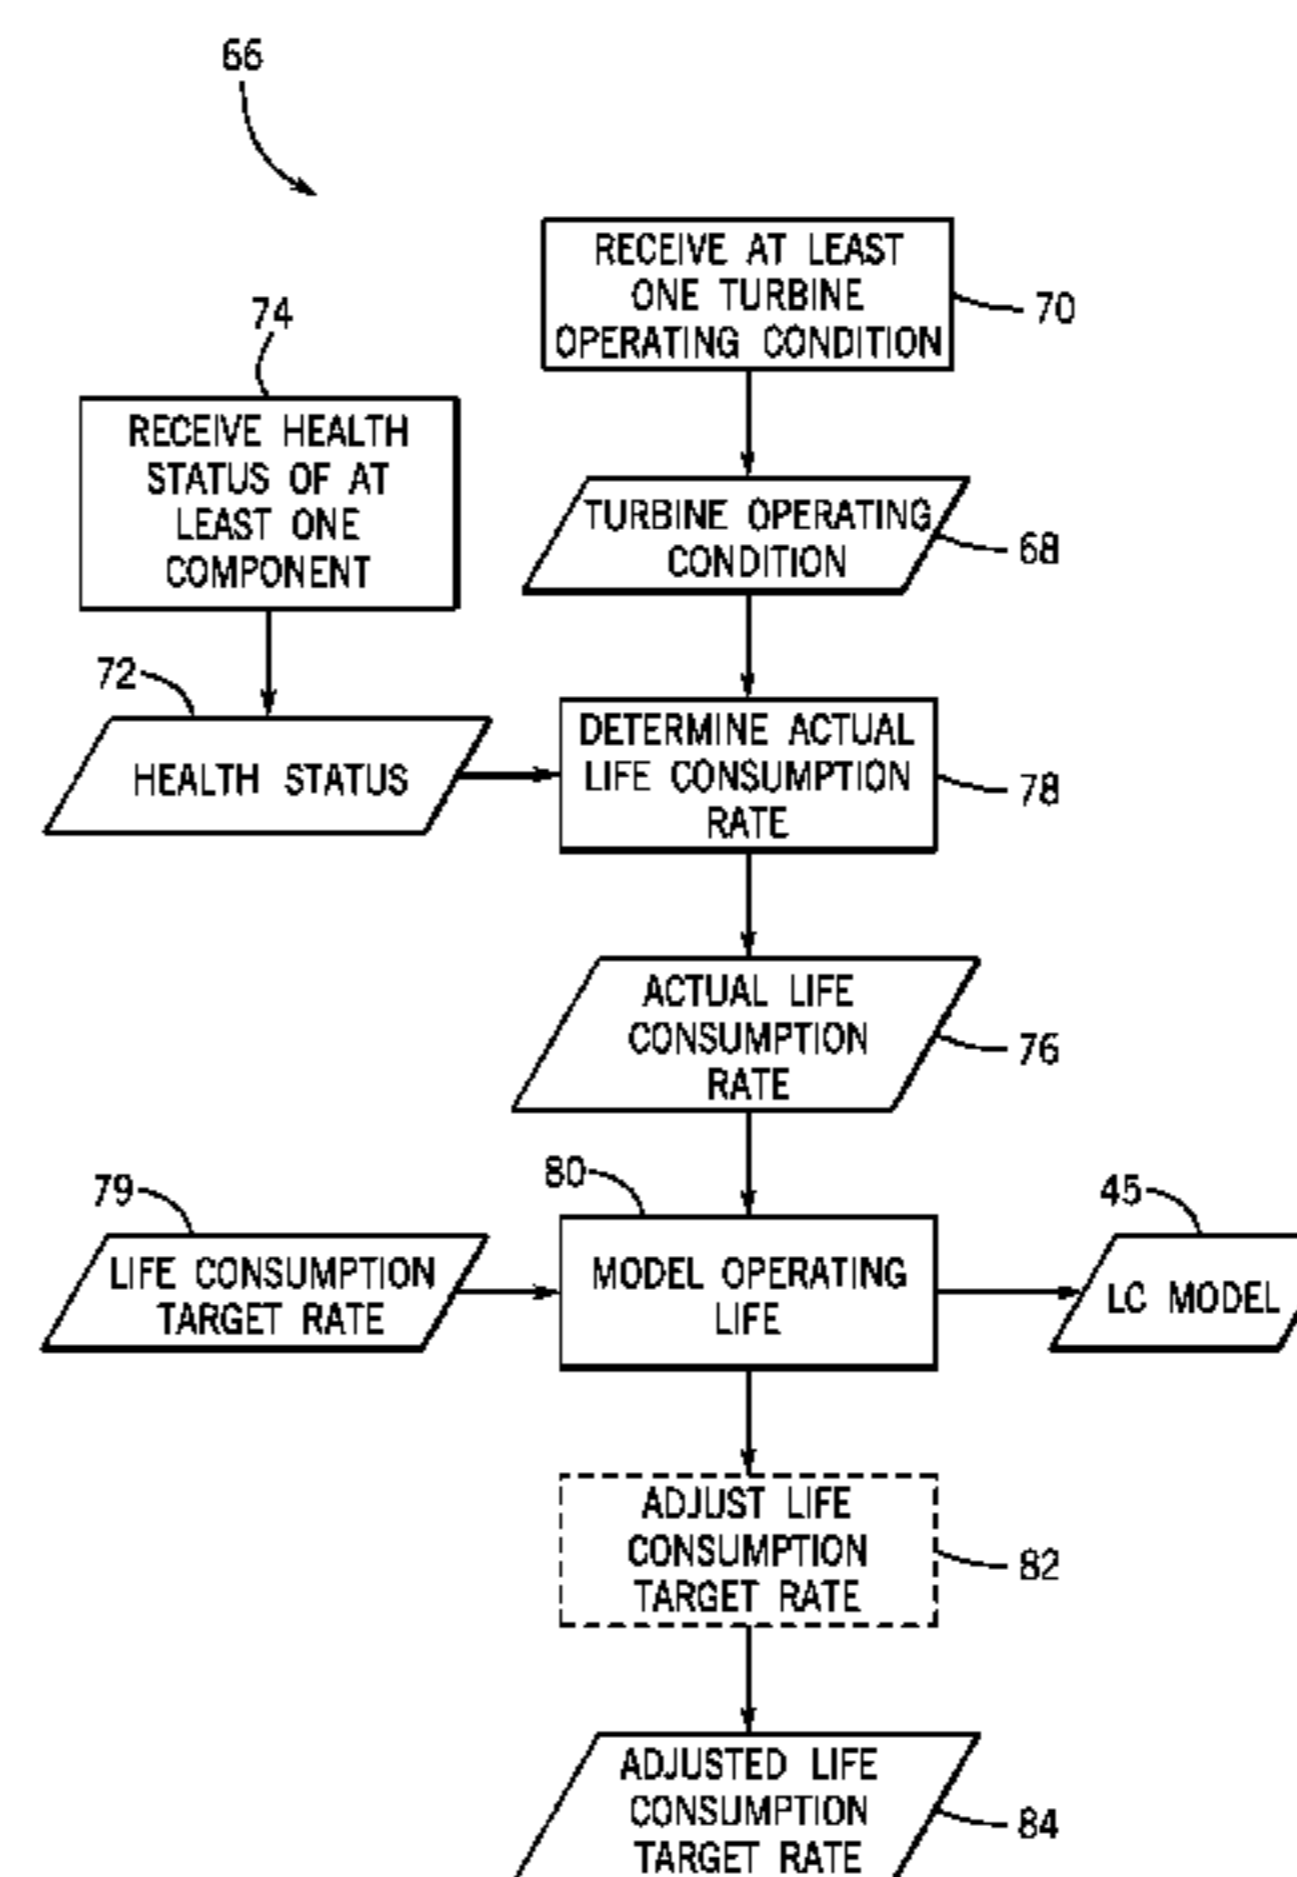 66
RECEIVE AT LEAST
ONE TURBINE
OPERATING CONDITION
70
74
RECEIVE HEALTH
STATUS OF AT
LEAST ONE
COMPONENT
TURBINE OPERATING
CONDITION
68
72
HEALTH STATUS
DETERMINE ACTUAL
LIFE CONSUMPTION
RATE
78
ACTUAL LIFE
CONSUMPTION
RATE
76
79
LIFE CONSUMPTION
TARGET RATE
80
MODEL OPERATING
LIFE
45
LC MODEL
ADJUST LIFE
CONSUMPTION
TARGET RATE
82
ADJUSTED LIFE
CONSUMPTION
TARGET RATE
84